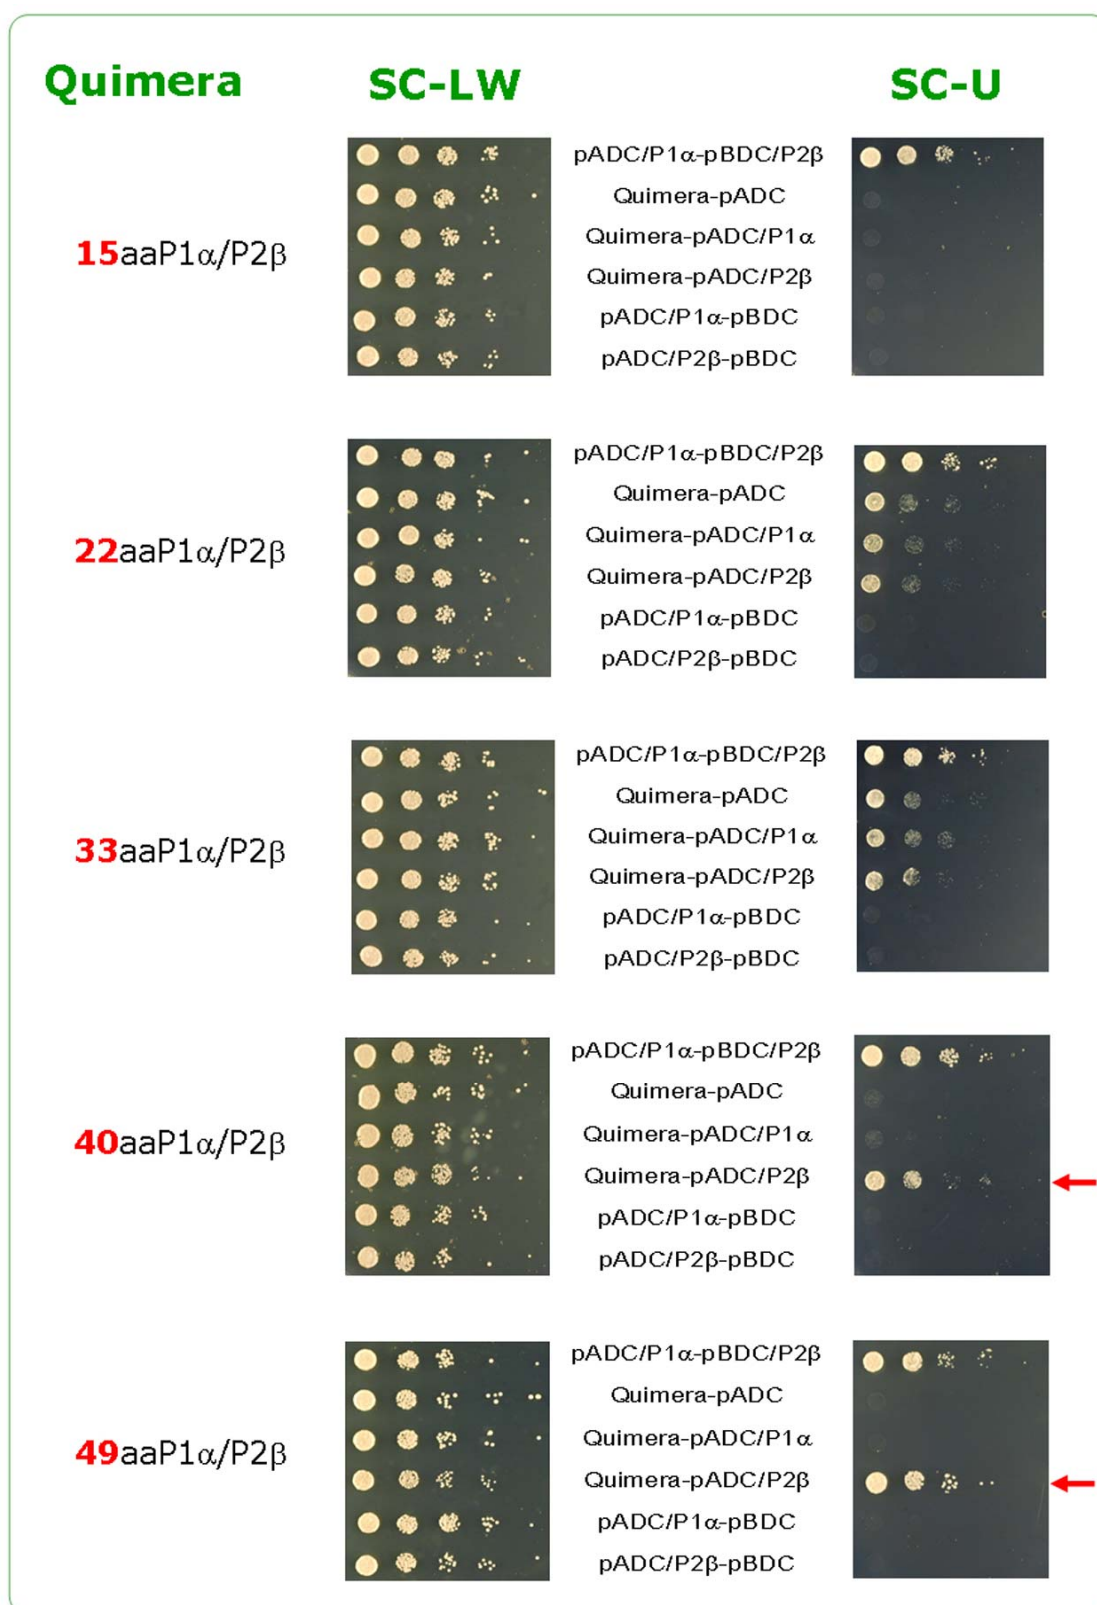 Quimera SC-LW SC-U
15aaP1α/P2β
pADC/P1α-pBDC/P2β
Quimera-pADC
Quimera-pADC/P1α
Quimera-pADC/P2β
pADC/P1α-pBDC
pADC/P2β-pBDC
22aaP1α/P2β
pADC/P1α-pBDC/P2β
Quimera-pADC
Quimera-pADC/P1α
Quimera-pADC/P2β
pADC/P1α-pBDC
pADC/P2β-pBDC
33aaP1α/P2β
pADC/P1α-pBDC/P2β
Quimera-pADC
Quimera-pADC/P1α
Quimera-pADC/P2β
pADC/P1α-pBDC
pADC/P2β-pBDC
40aaP1α/P2β
pADC/P1α-pBDC/P2β
Quimera-pADC
Quimera-pADC/P1α
Quimera-pADC/P2β
pADC/P1α-pBDC
pADC/P2β-pBDC
49aaP1α/P2β
pADC/P1α-pBDC/P2β
Quimera-pADC
Quimera-pADC/P1α
Quimera-pADC/P2β
pADC/P1α-pBDC
pADC/P2β-pBDC